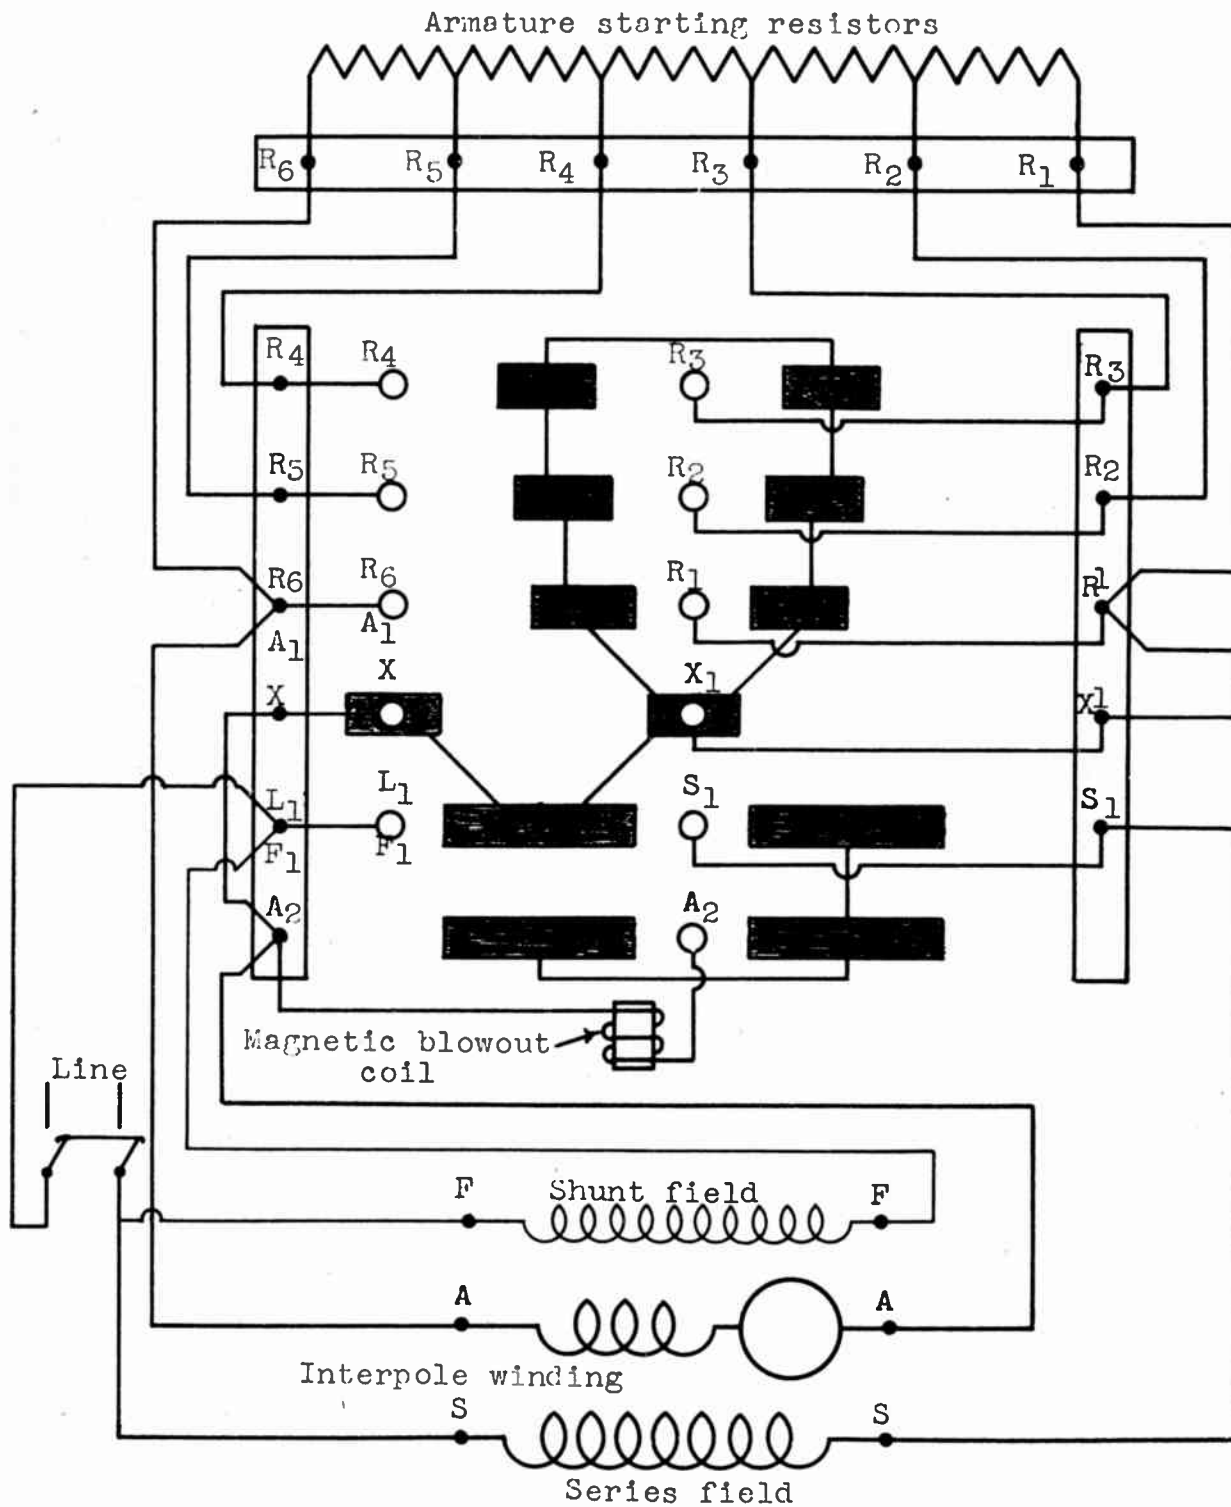 Armature starting resistors
R6 R5 R4 R3 R2 R1
R4 R4 R3 R3
R5 R5 R2 R2
R6 R6 R1 R1
A1 A1
X X X1 X1
L1 L1 S1 S1
F1 F1
A2 A2
Magnetic blowout
coil
Line
F Shunt field F
A A
Interpole winding
S S
Series field